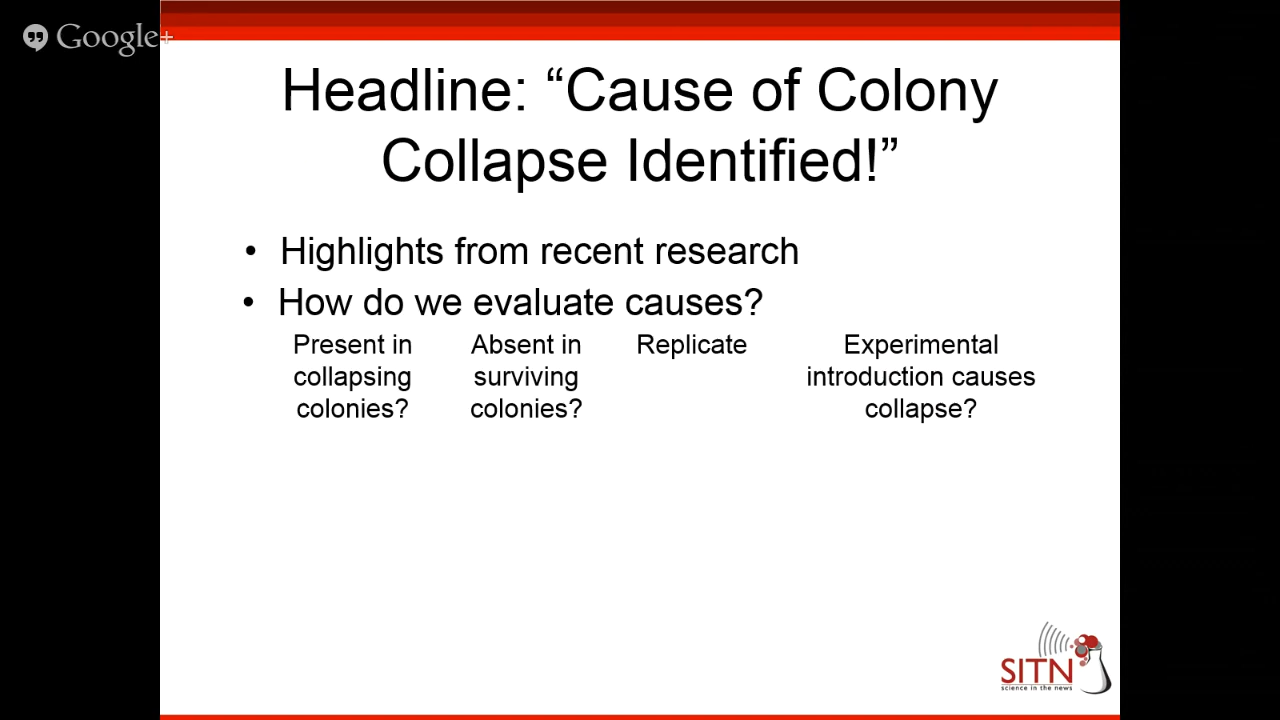 Google+
Headline: “Cause of Colony
Collapse Identified!”
• Highlights from recent research
• How do we evaluate causes?
Present in
collapsing
colonies?
Absent in
surviving
colonies?
Replicate
Experimental
introduction causes
collapse?
SITN
science in the news